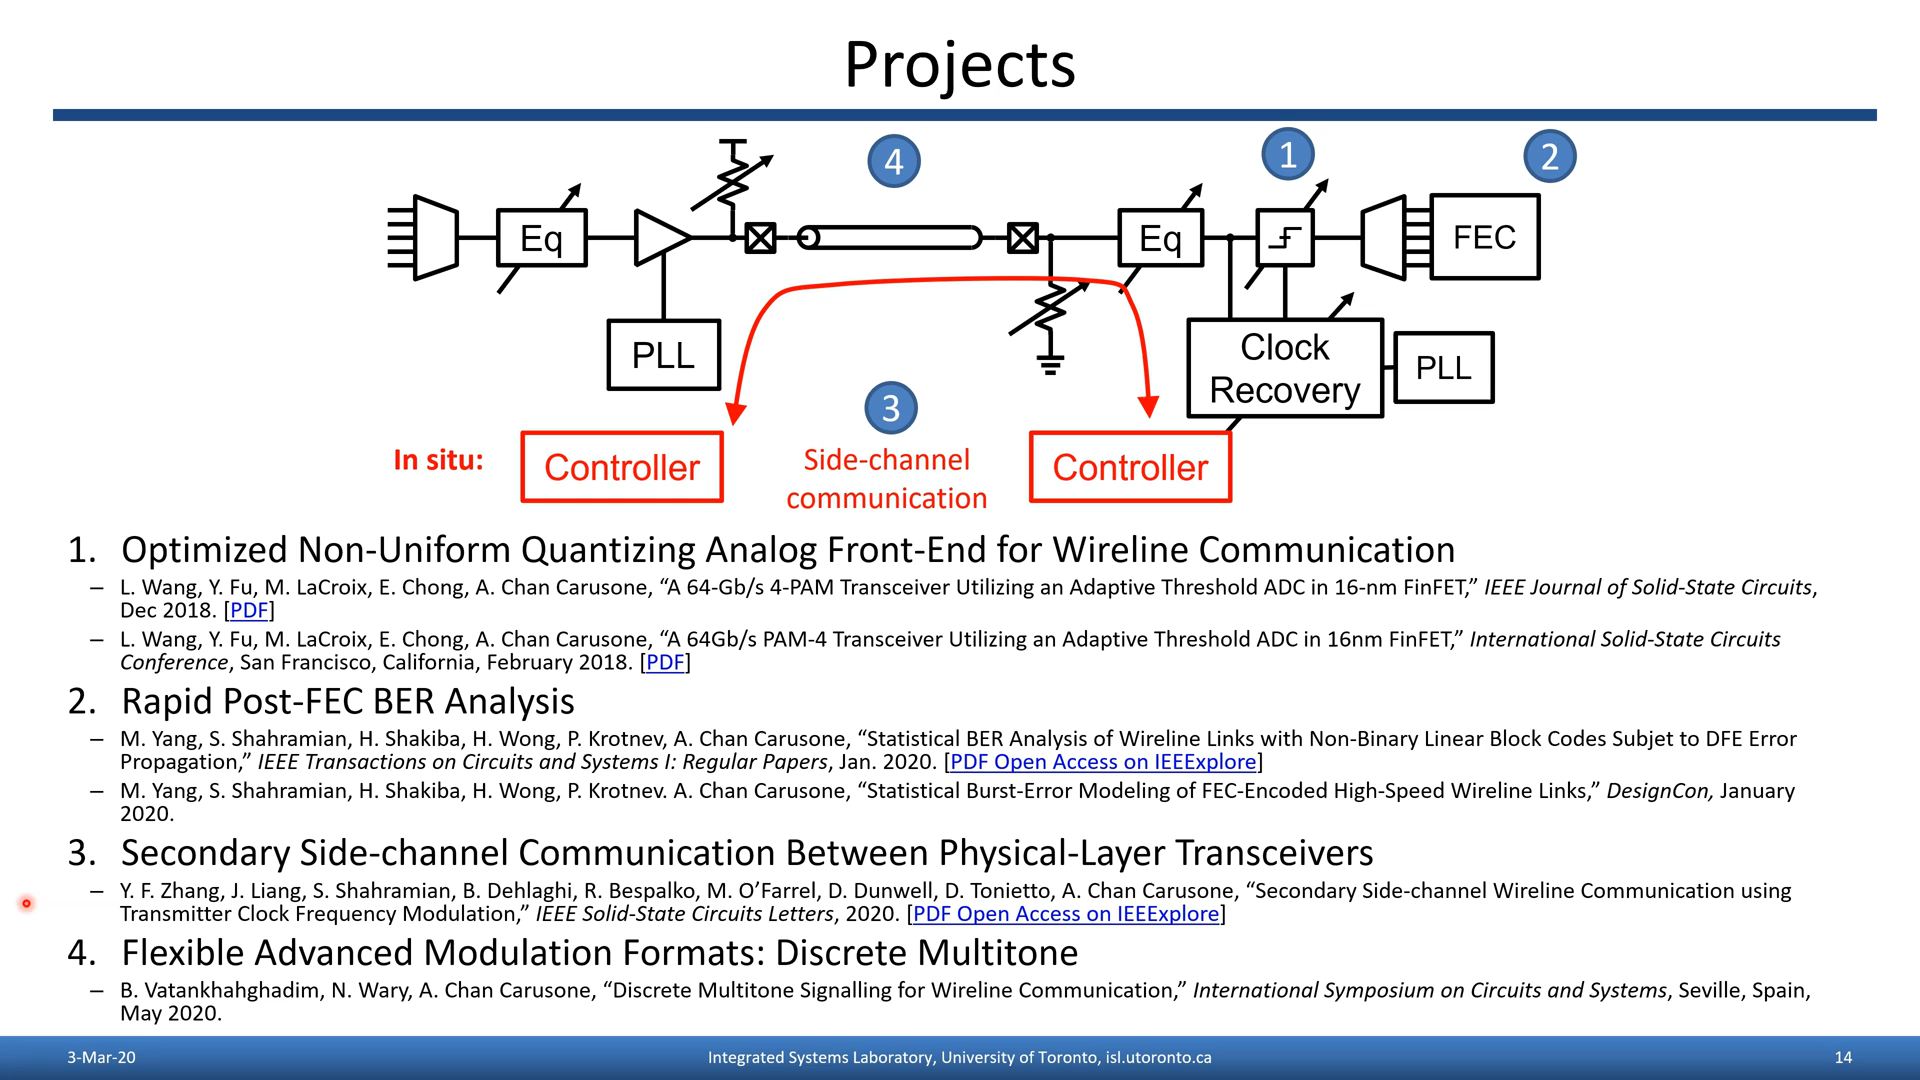 Projects
4
1
2
Eq
Eq
FEC
PLL
Clock
Recovery
PLL
3
In situ:
Controller
Side-channel
communication
Controller
1. Optimized Non-Uniform Quantizing Analog Front-End for Wireline Communication
– L. Wang, Y. Fu, M. LaCroix, E. Chong, A. Chan Carusone, “A 64-Gb/s 4-PAM Transceiver Utilizing an Adaptive Threshold ADC in 16-nm FinFET,” IEEE Journal of Solid-State Circuits,
Dec 2018. [PDF]
– L. Wang, Y. Fu, M. LaCroix, E. Chong, A. Chan Carusone, “A 64Gb/s PAM-4 Transceiver Utilizing an Adaptive Threshold ADC in 16nm FinFET,” International Solid-State Circuits
Conference, San Francisco, California, February 2018. [PDF]
2. Rapid Post-FEC BER Analysis
– M. Yang, S. Shahramian, H. Shakiba, H. Wong, P. Krotnev, A. Chan Carusone, “Statistical BER Analysis of Wireline Links with Non-Binary Linear Block Codes Subjet to DFE Error
Propagation,” IEEE Transactions on Circuits and Systems I: Regular Papers, Jan. 2020. [PDF Open Access on IEEExplore]
– M. Yang, S. Shahramian, H. Shakiba, H. Wong, P. Krotnev. A. Chan Carusone, “Statistical Burst-Error Modeling of FEC-Encoded High-Speed Wireline Links,” DesignCon, January
2020.
3. Secondary Side-channel Communication Between Physical-Layer Transceivers
– Y. F. Zhang, J. Liang, S. Shahramian, B. Dehlaghi, R. Bespalko, M. O’Farrel, D. Dunwell, D. Tonietto, A. Chan Carusone, “Secondary Side-channel Wireline Communication using
Transmitter Clock Frequency Modulation,” IEEE Solid-State Circuits Letters, 2020. [PDF Open Access on IEEExplore]
4. Flexible Advanced Modulation Formats: Discrete Multitone
– B. Vatankhahghadim, N. Wary, A. Chan Carusone, “Discrete Multitone Signalling for Wireline Communication,” International Symposium on Circuits and Systems, Seville, Spain,
May 2020.
3-Mar-20
Integrated Systems Laboratory, University of Toronto, isl.utoronto.ca
14